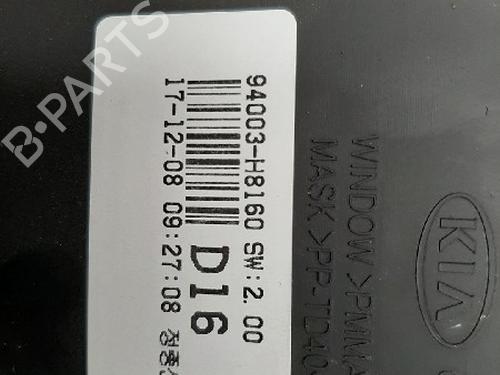 94003-H8160 SW:2.00
17-12-08 09:27:08
D16
WINDOW>PMMA
MASK>PP-TD40
KIA
B-PARTS